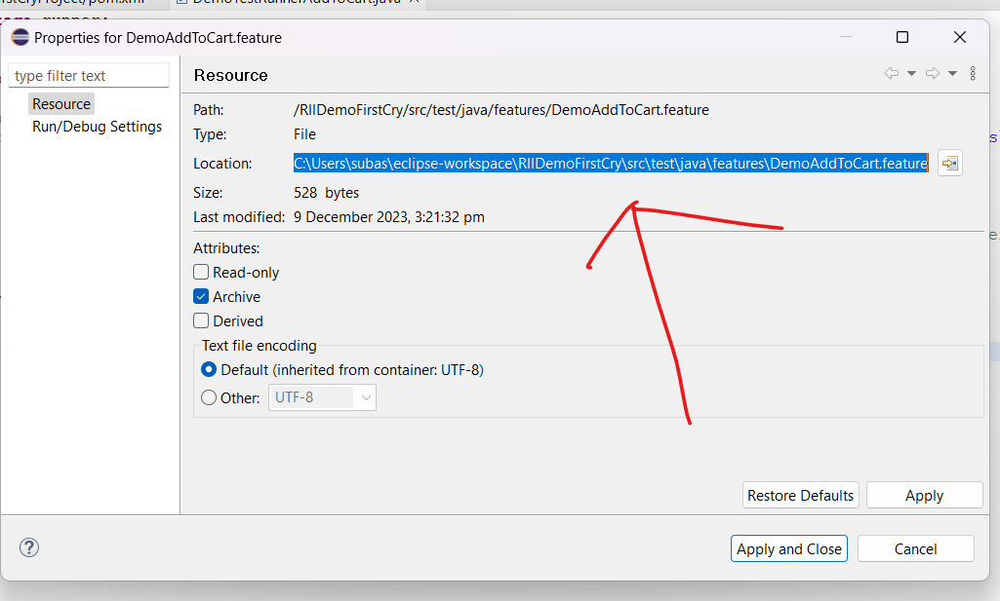 DemoTestRunnerAddToCart.java
Properties for DemoAddToCart.feature
type filter text
Resource
Run/Debug Settings
Resource
Path: /RIIDemoFirstCry/src/test/java/features/DemoAddToCart.feature
Type: File
Location: C:\Users\subas\eclipse-workspace\RIIDemoFirstCry\src\test\java\features\DemoAddToCart.feature
Size: 528 bytes
Last modified: 9 December 2023, 3:21:32 pm
Attributes:
Read-only
Archive
Derived
Text file encoding
Default (inherited from container: UTF-8)
Other: UTF-8
Restore Defaults Apply
Apply and Close Cancel